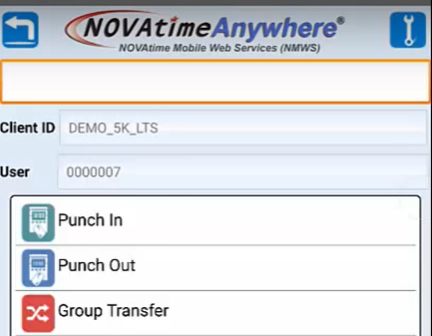 NOVAtimeAnywhere®
NOVAtime Mobile Web Services (NMWS)
Client ID DEMO_5K_LTS
User 0000007
Punch In
Punch Out
Group Transfer